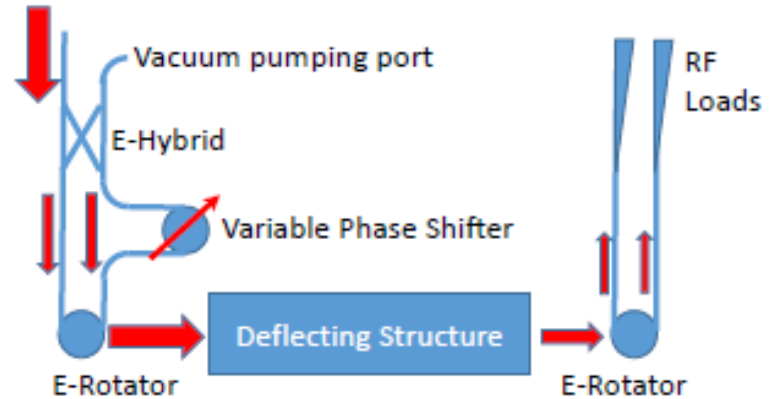 Vacuum pumping port
RF
Loads
E-Hybrid
Variable Phase Shifter
Deflecting Structure
E-Rotator
E-Rotator